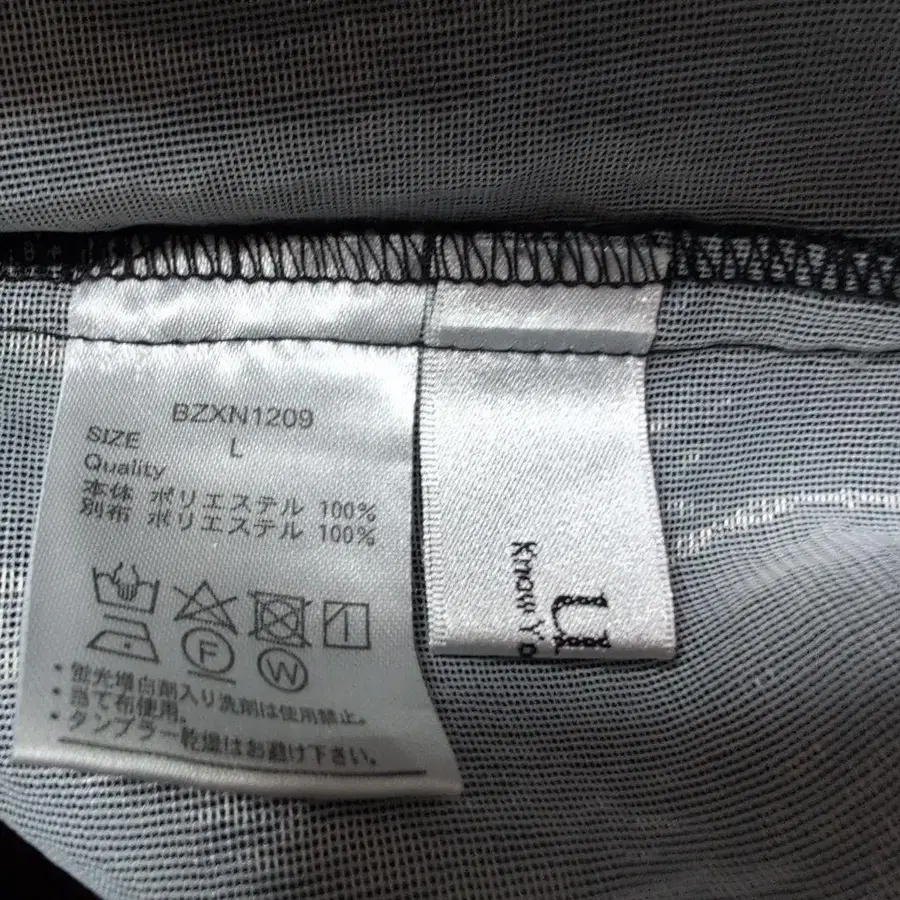 BZXN1209
SIZE L
Quality
本体 ポリエステル 100%
別布 ポリエステル 100%
F
W
・蛍光増白剤入り洗剤は使用禁止。
・当て布使用。
・タンブラー乾燥はお避け下さい。
Know Yo